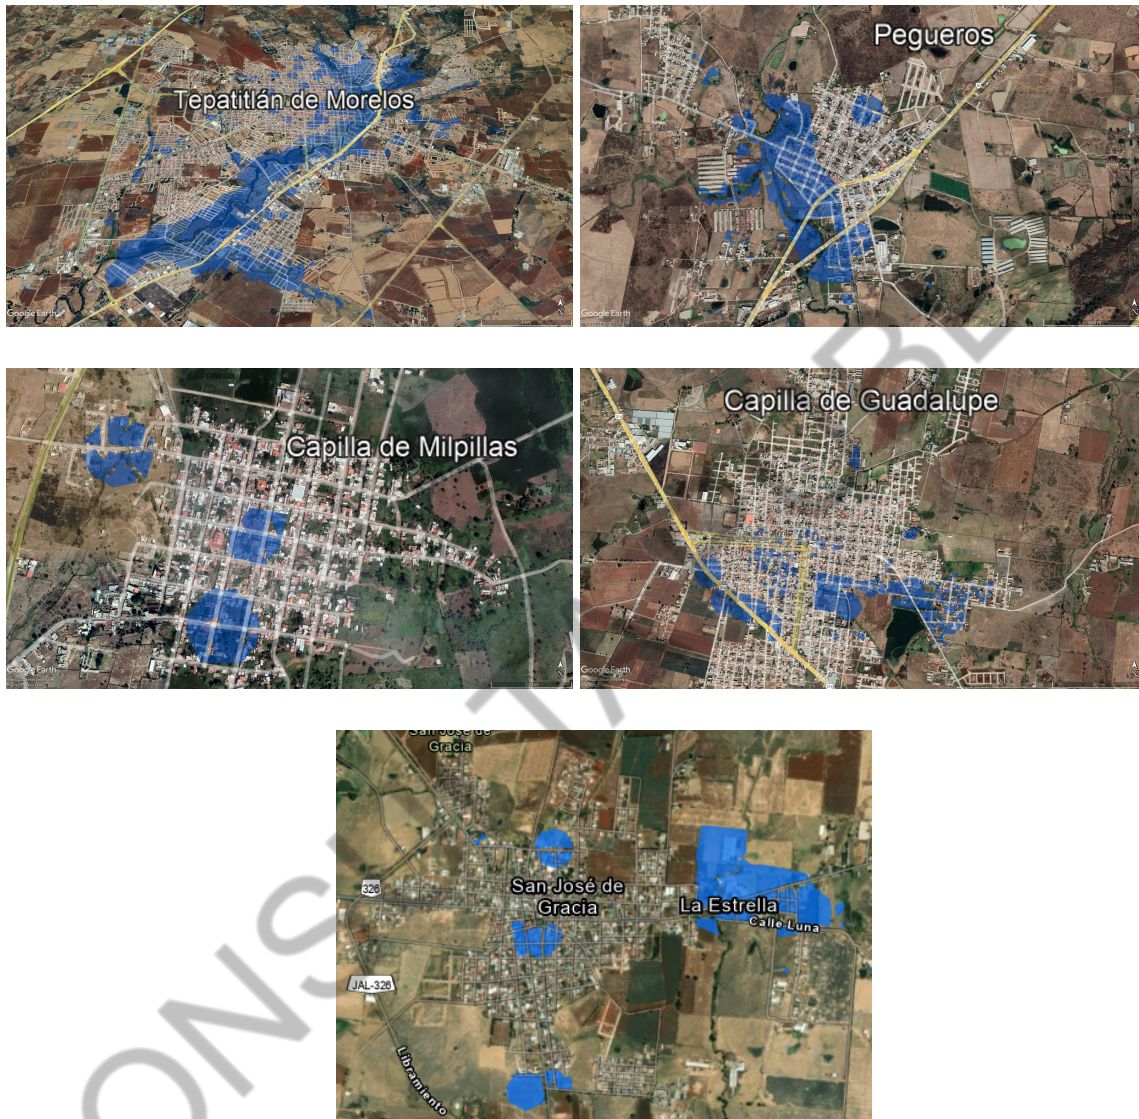 Tepatitlán de Morelos
Google Earth
Pegueros
Google Earth
Capilla de Milpillas
Google Earth
Capilla de Guadalupe
Google Earth
San José de
Gracia
326
San José de
Gracia
La Estrella
Calle Luna
JAL-326
Libramiento